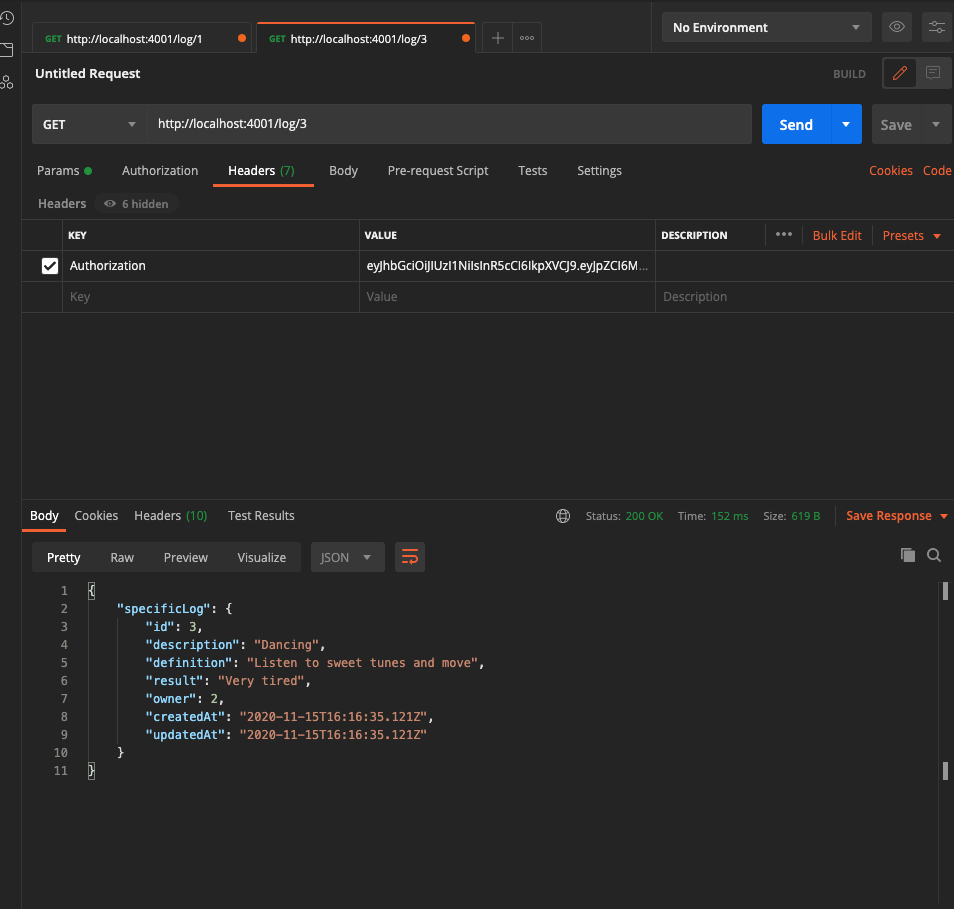 GET http://localhost:4001/log/1
GET http://localhost:4001/log/3
No Environment
Untitled Request
BUILD
GET
http://localhost:4001/log/3
Send
Save
Params
Authorization
Headers (7)
Body
Pre-request Script
Tests
Settings
Cookies
Code
Headers
6 hidden
KEY
VALUE
DESCRIPTION
Bulk Edit
Presets
Authorization
eyJhbGciOiJIUzI1NiIsInR5cCI6IkpXVCJ9.eyJpZCI6M...
Key
Value
Description
Body
Cookies
Headers (10)
Test Results
Status: 200 OK
Time: 152 ms
Size: 619 B
Save Response
Pretty
Raw
Preview
Visualize
JSON
1 {
2 "specificLog": {
3 "id": 3,
4 "description": "Dancing",
5 "definition": "Listen to sweet tunes and move",
6 "result": "Very tired",
7 "owner": 2,
8 "createdAt": "2020-11-15T16:16:35.121Z",
9 "updatedAt": "2020-11-15T16:16:35.121Z"
10 }
11 }